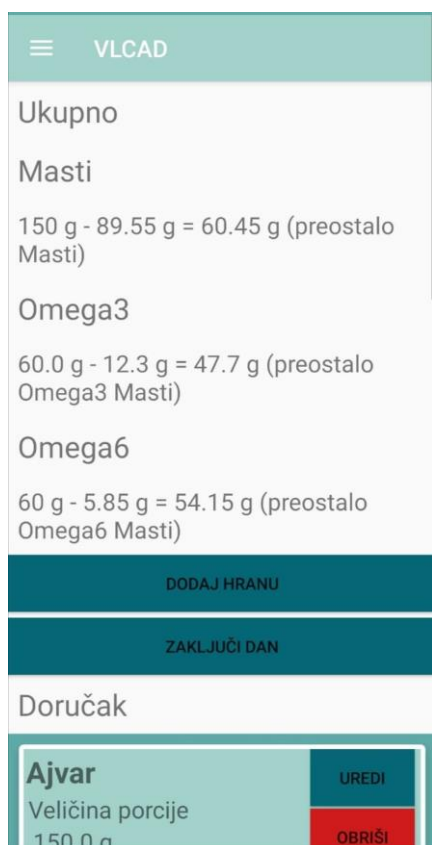 VLCAD
Ukupno
Masti
150 g - 89.55 g = 60.45 g (preostalo
Masti)
Omega3
60.0 g - 12.3 g = 47.7 g (preostalo
Omega3 Masti)
Omega6
60 g - 5.85 g = 54.15 g (preostalo
Omega6 Masti)
DODAJ HRANU
ZAKLJUČI DAN
Doručak
Ajvar
UREDI
Veličina porcije
150.0 g
OBRIŠI